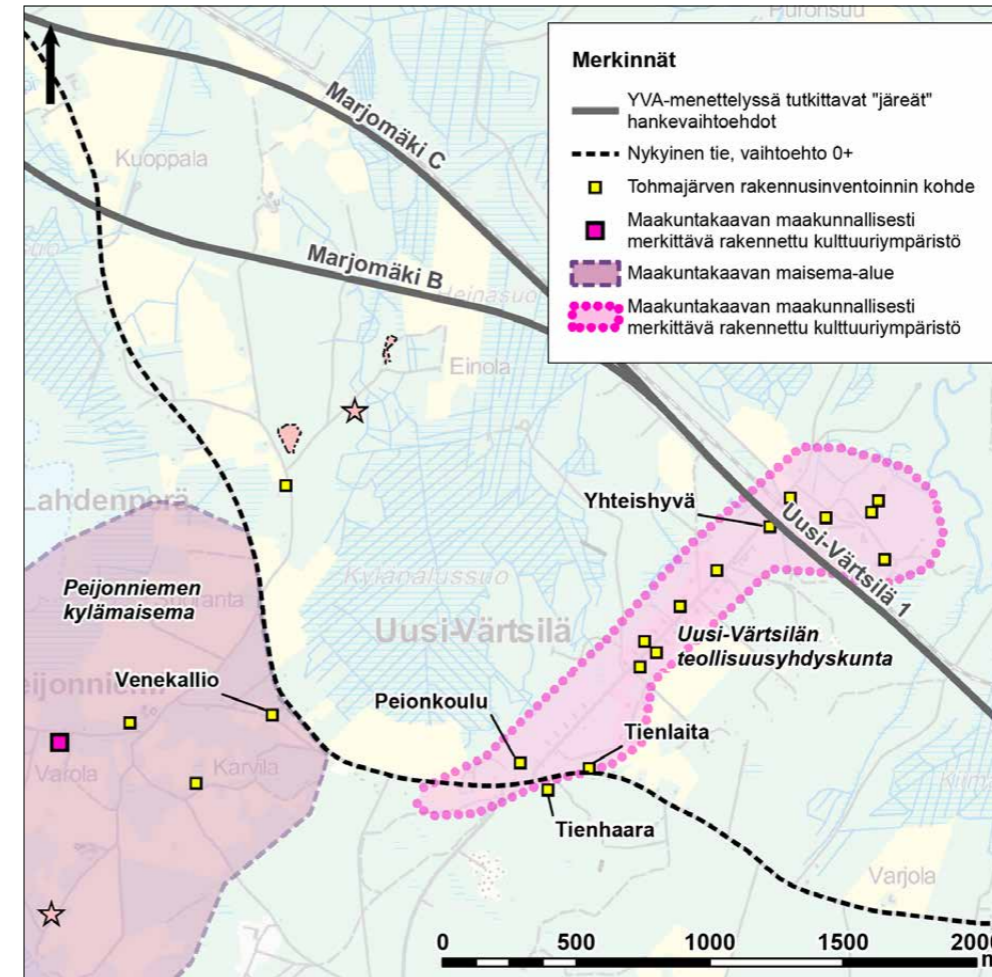 Puronsuu
Merkinnät
YVA-menettelyssä tutkittavat "järeät"
hankevaihtoehdot
Nykyinen tie, vaihtoehto 0+
Tohmajärven rakennusinventoinnin kohde
Maakuntakaavan maakunnallisesti
merkittävä rakennettu kulttuuriympäristö
Maakuntakaavan maisema-alue
Maakuntakaavan maakunnallisesti
merkittävä rakennettu kulttuuriympäristö
Marjomäki C
Kuoppala
Marjomäki B
Heinäsuo
Einola
Lahdenperä
Yhteishyvä
Uusi-Värtsilä 1
Peijonniemen
kylämaisema
Kylänalussuo
Uusi-Värtsilä
Uusi-Värtsilän
teollisuusyhdyskunta
Venekallio
Peionkoulu
Tienlaita
Varola
Karvila
Tienhaara
Varjola
0 500 1000 1500 2000